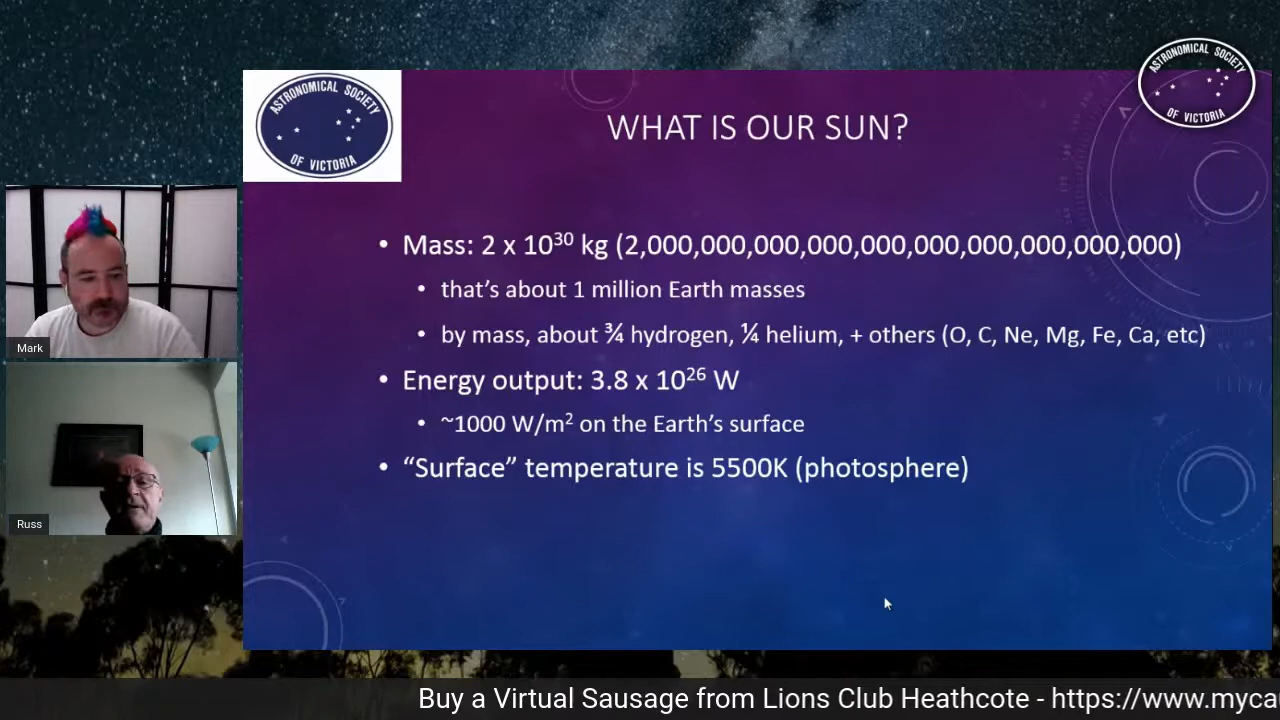 ASTRONOMICAL SOCIETY
OF VICTORIA
ASTRONOMICAL SOCIETY
OF VICTORIA
WHAT IS OUR SUN?
• Mass: 2 x 10³⁰ kg (2,000,000,000,000,000,000,000,000,000,000)
• that’s about 1 million Earth masses
• by mass, about ¾ hydrogen, ¼ helium, + others (O, C, Ne, Mg, Fe, Ca, etc)
• Energy output: 3.8 x 10²⁶ W
• ~1000 W/m² on the Earth’s surface
• “Surface” temperature is 5500K (photosphere)
Mark
Russ
Buy a Virtual Sausage from Lions Club Heathcote - https://www.myca